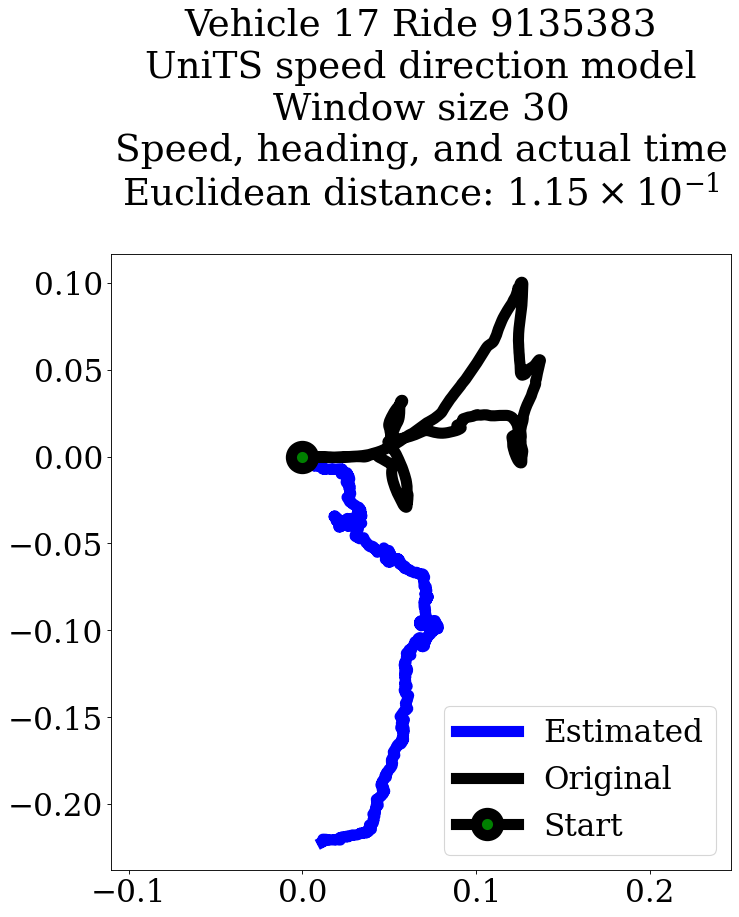 Vehicle 17 Ride 9135383
UniTS speed direction model
Window size 30
Speed, heading, and actual time
Euclidean distance: 1.15 × 10⁻¹
0.10
0.05
0.00
−0.05
−0.10
−0.15
−0.20
Estimated
Original
Start
−0.1 0.0 0.1 0.2